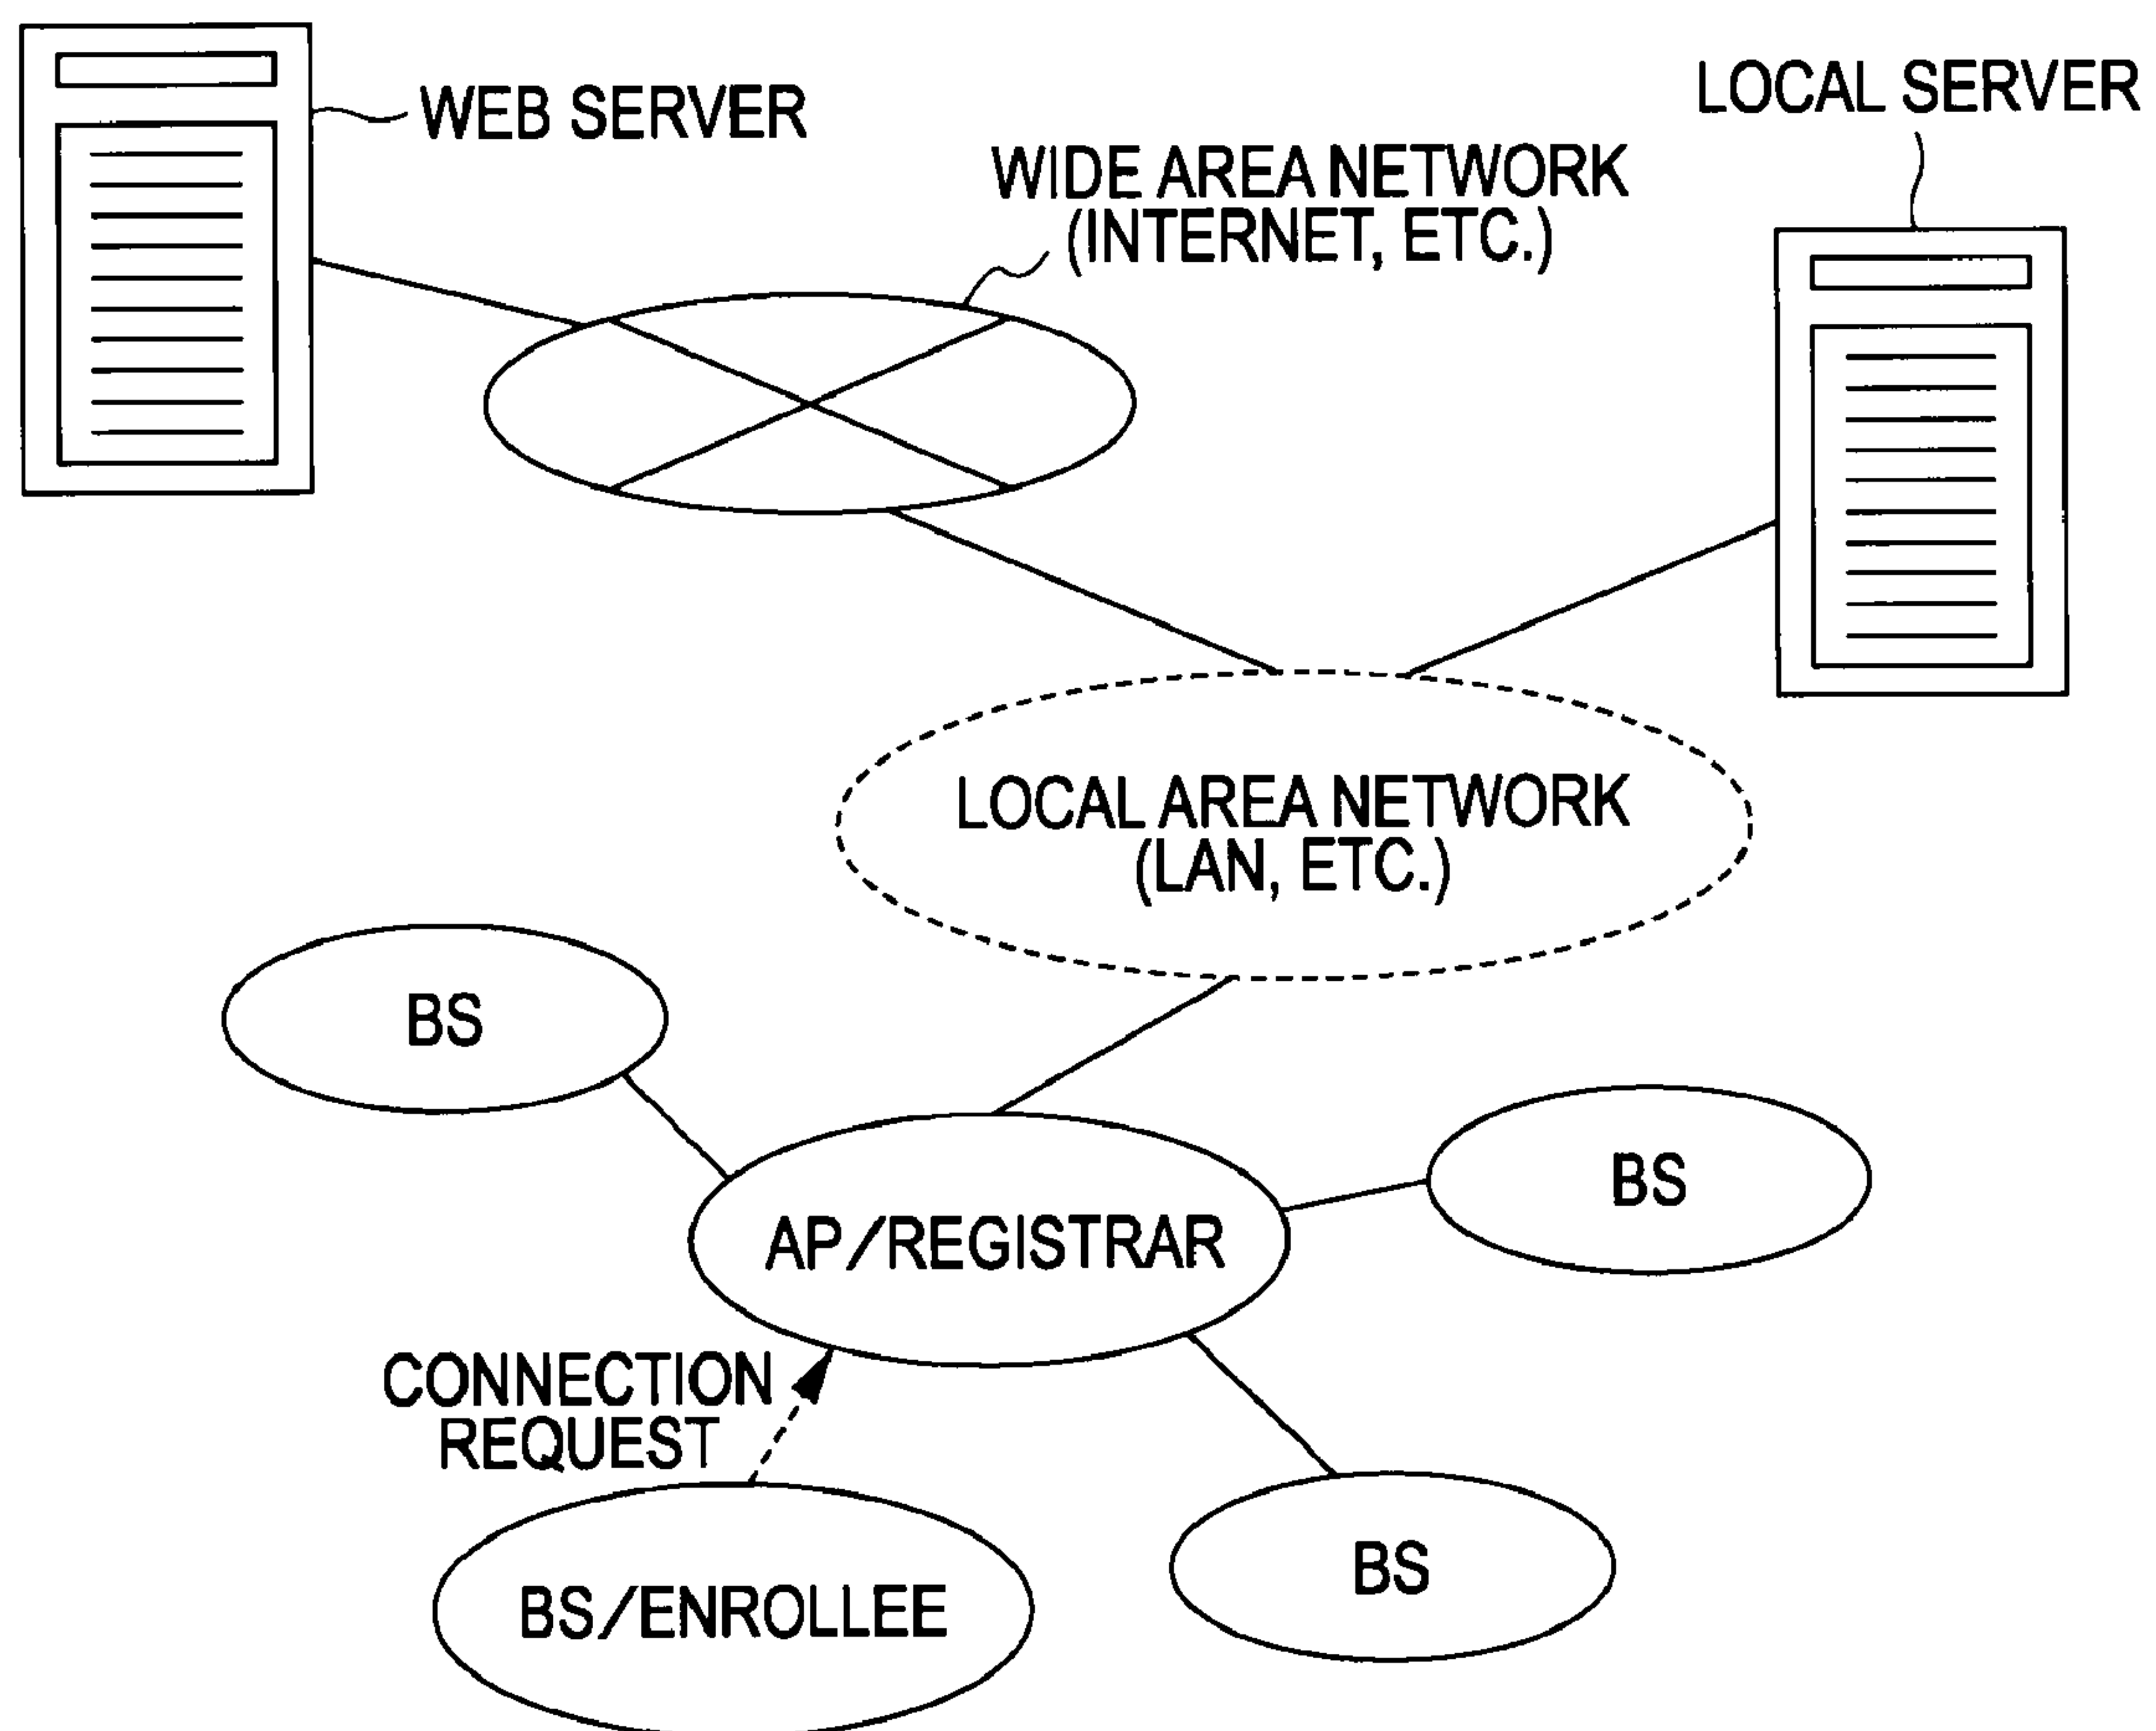 WEB SERVER
LOCAL SERVER
WIDE AREA NETWORK
(INTERNET, ETC.)
LOCAL AREA NETWORK
(LAN, ETC.)
BS
BS
AP/REGISTRAR
CONNECTION
REQUEST
BS
BS/ENROLLEE